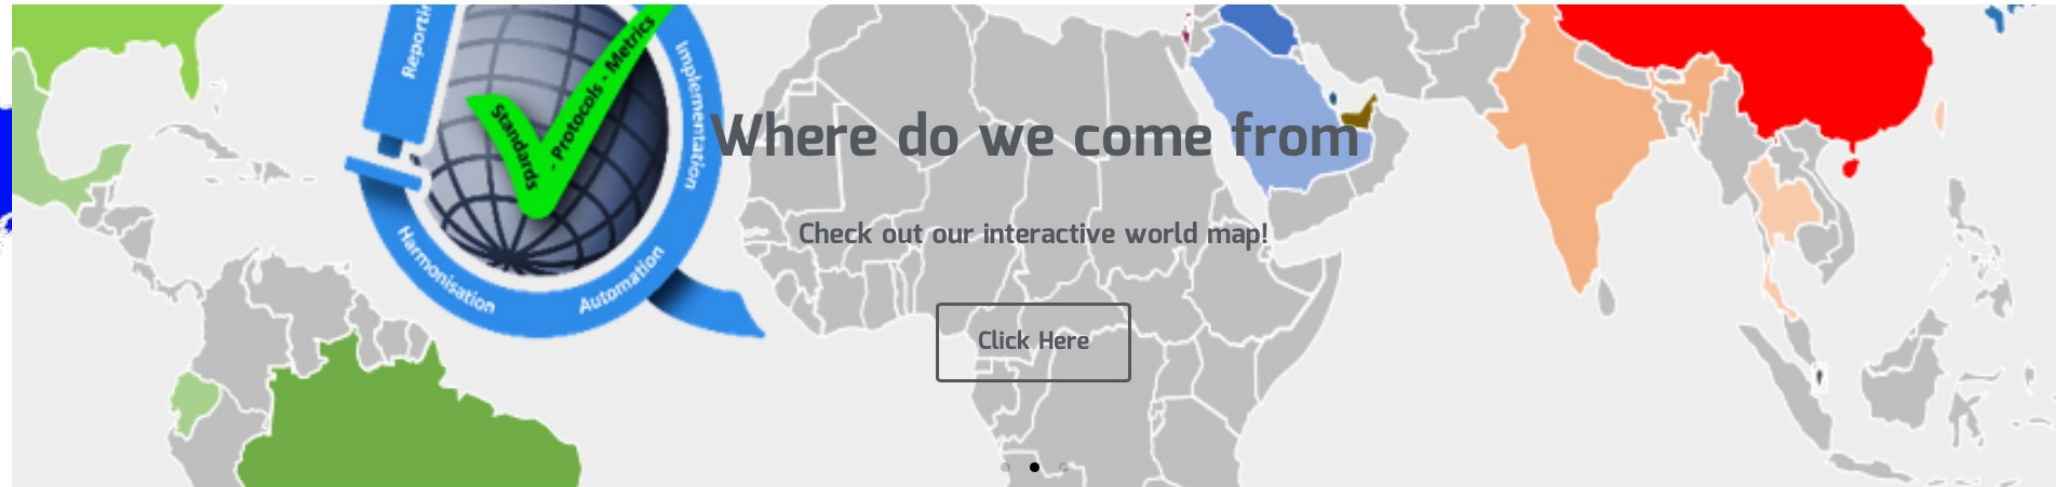 Reporti
Implementation
Standards - Protocols - Metrics
Harmonisation
Automation
Where do we come from
Check out our interactive world map!
Click Here